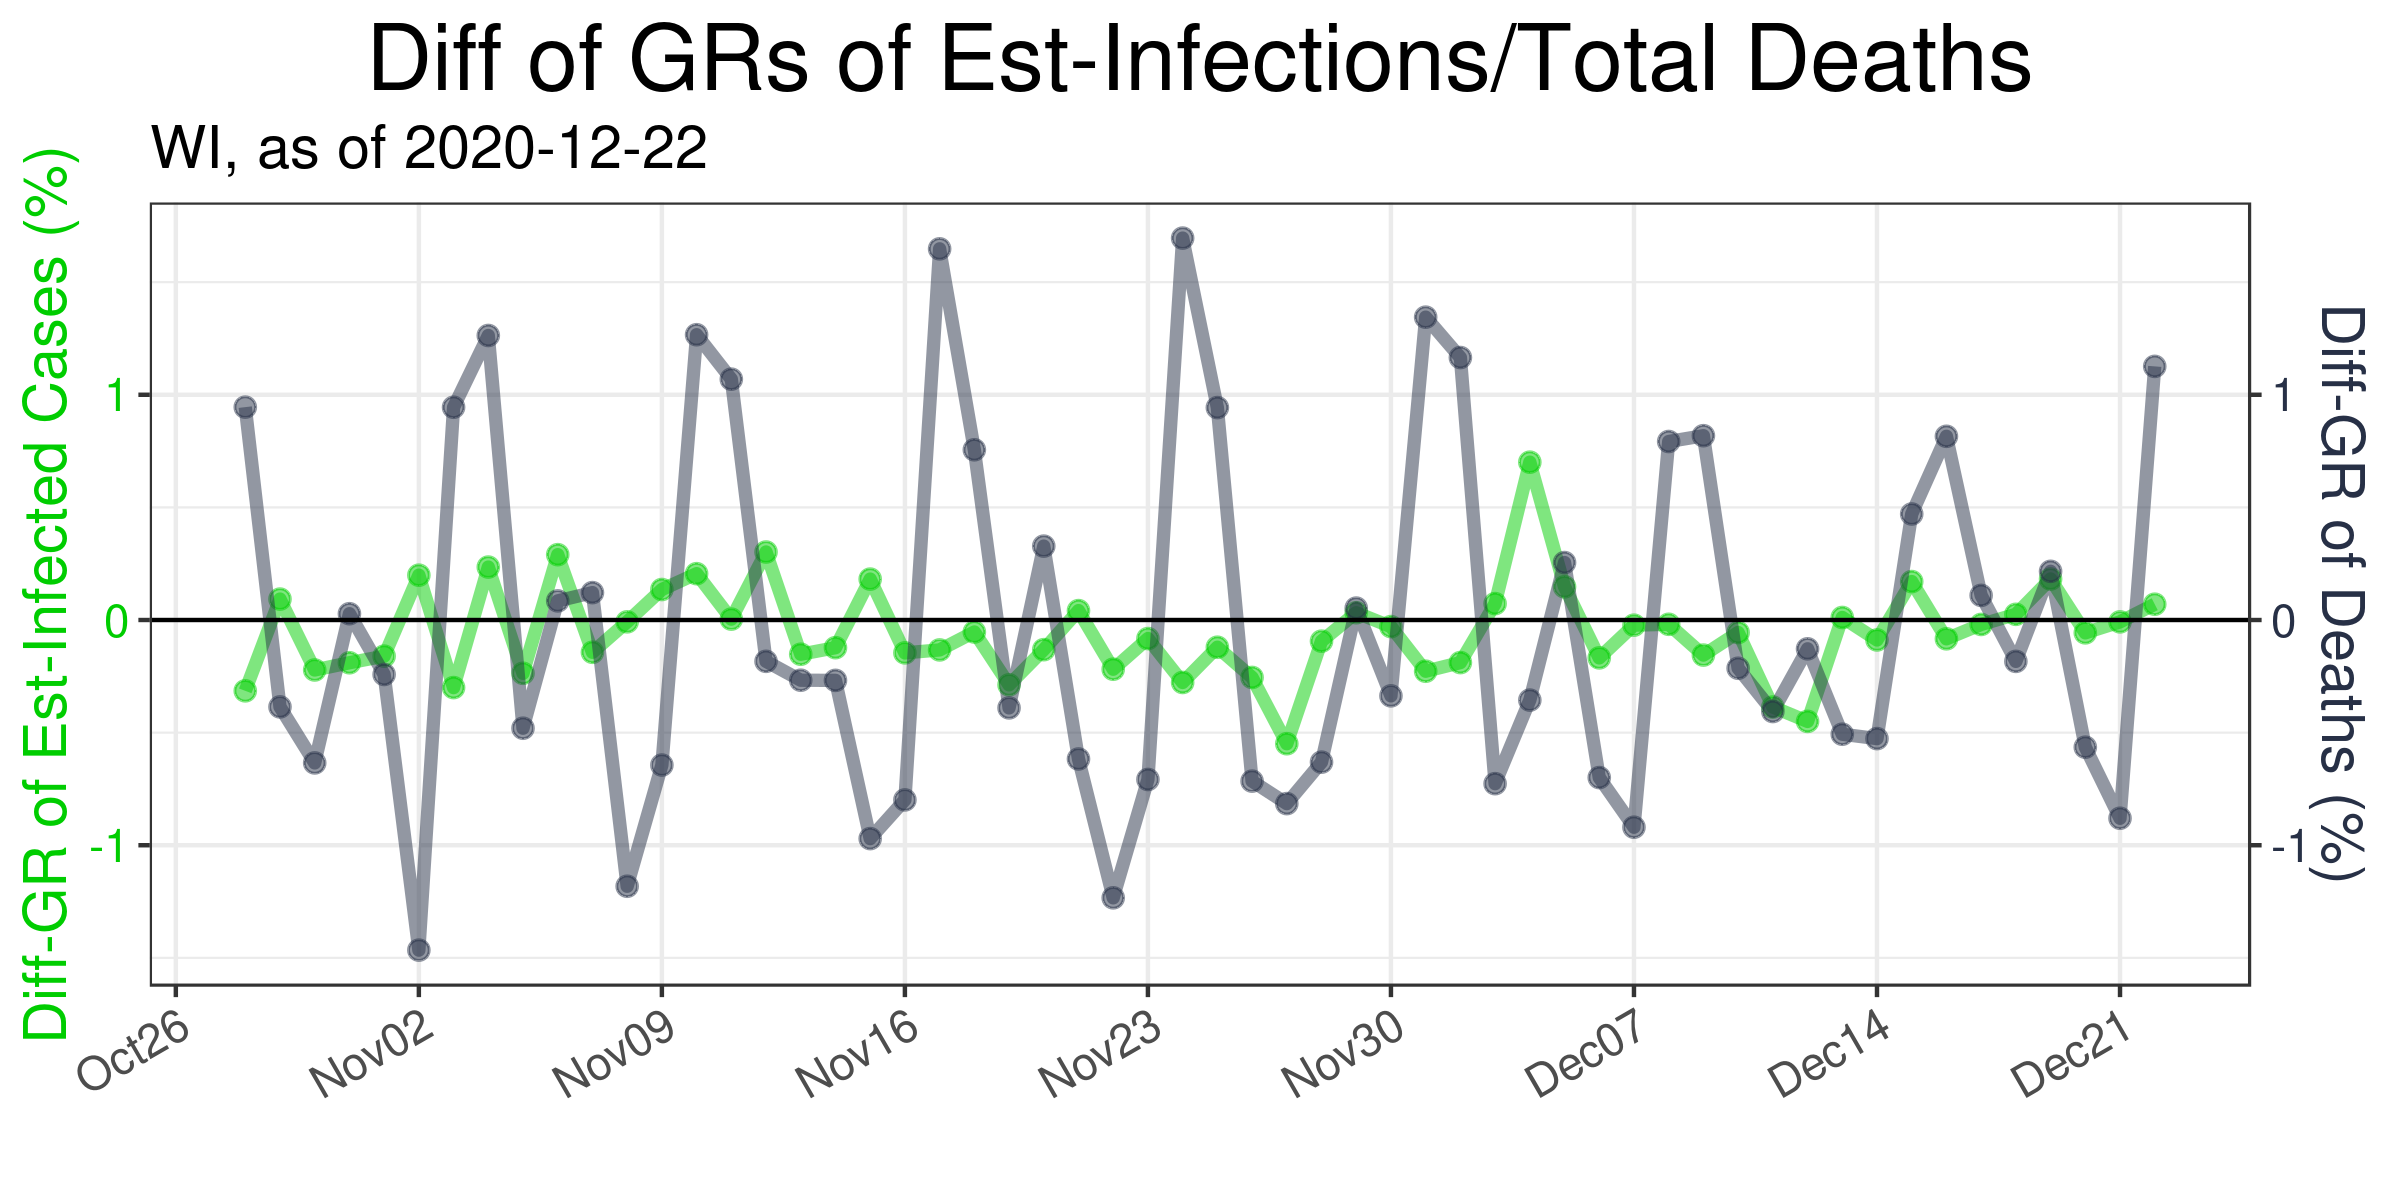 Diff of GRs of Est-Infections/Total Deaths
WI, as of 2020-12-22
Diff-GR of Est-Infected Cases (%)
1
0
-1
1
0
-1
Diff-GR of Deaths (%)
Oct26
Nov02
Nov09
Nov16
Nov23
Nov30
Dec07
Dec14
Dec21